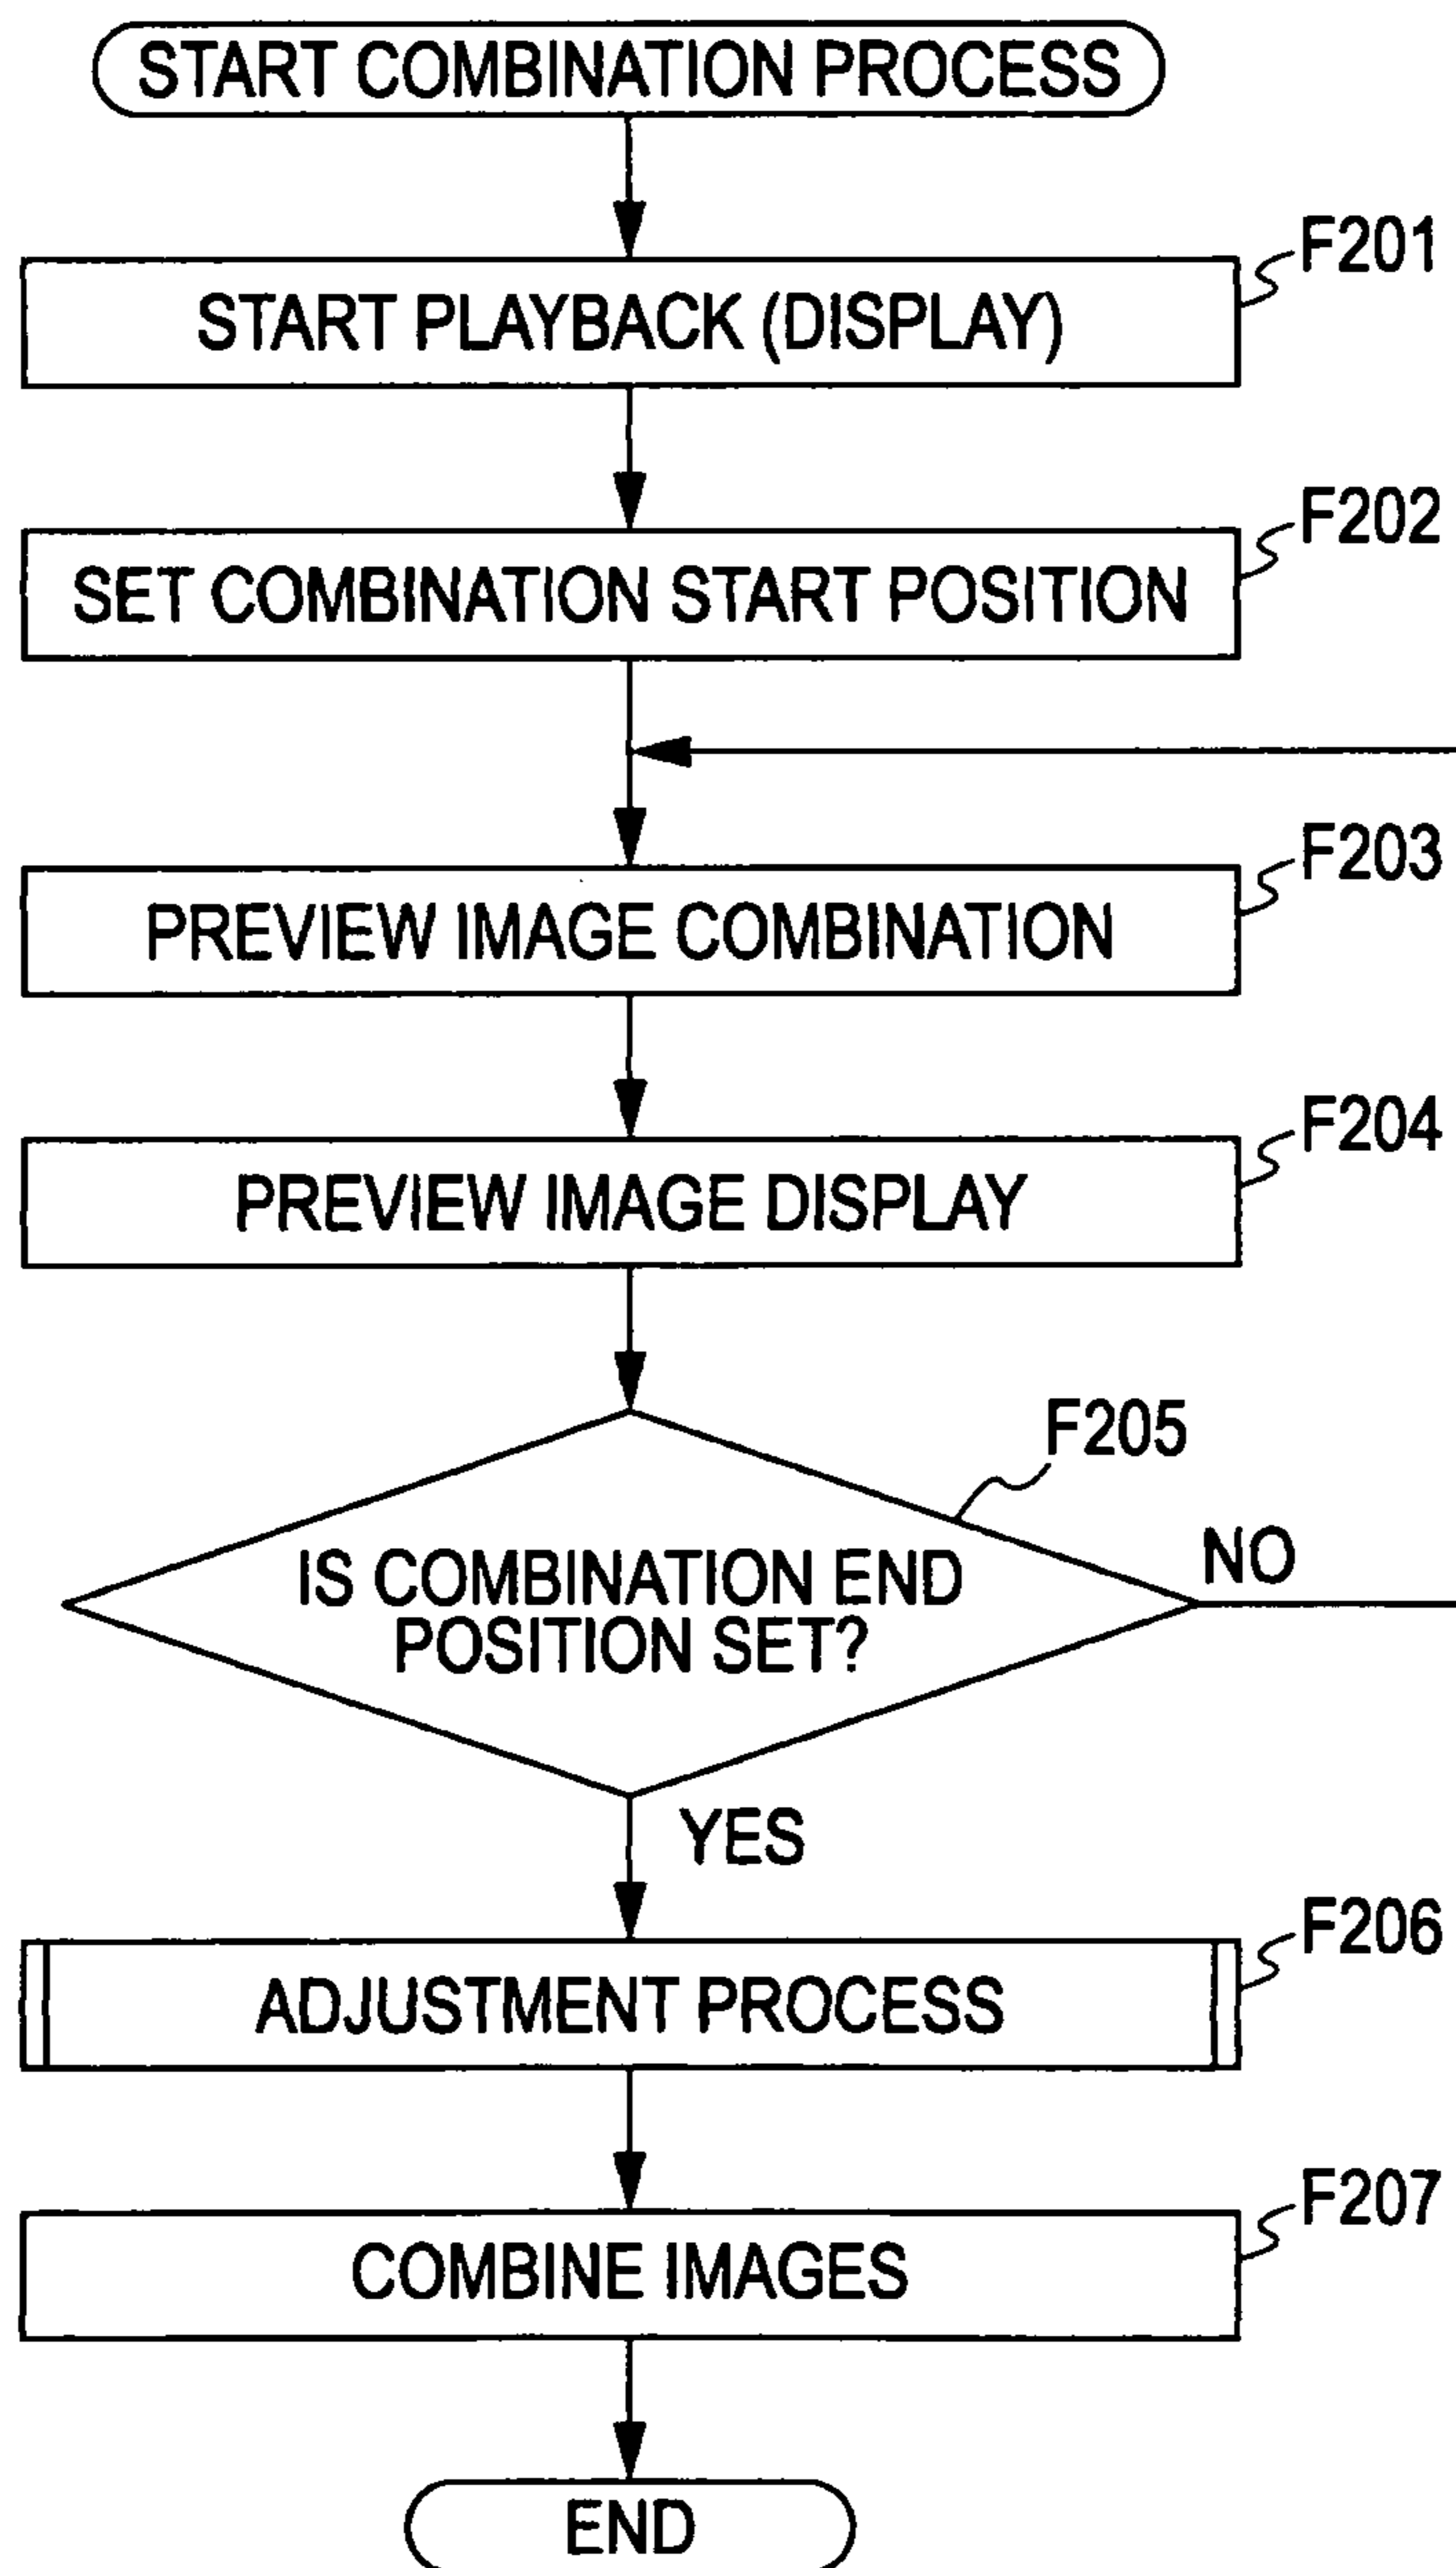 START COMBINATION PROCESS
F201
START PLAYBACK (DISPLAY)
F202
SET COMBINATION START POSITION
F203
PREVIEW IMAGE COMBINATION
F204
PREVIEW IMAGE DISPLAY
F205
IS COMBINATION END
POSITION SET?
NO
YES
F206
ADJUSTMENT PROCESS
F207
COMBINE IMAGES
END